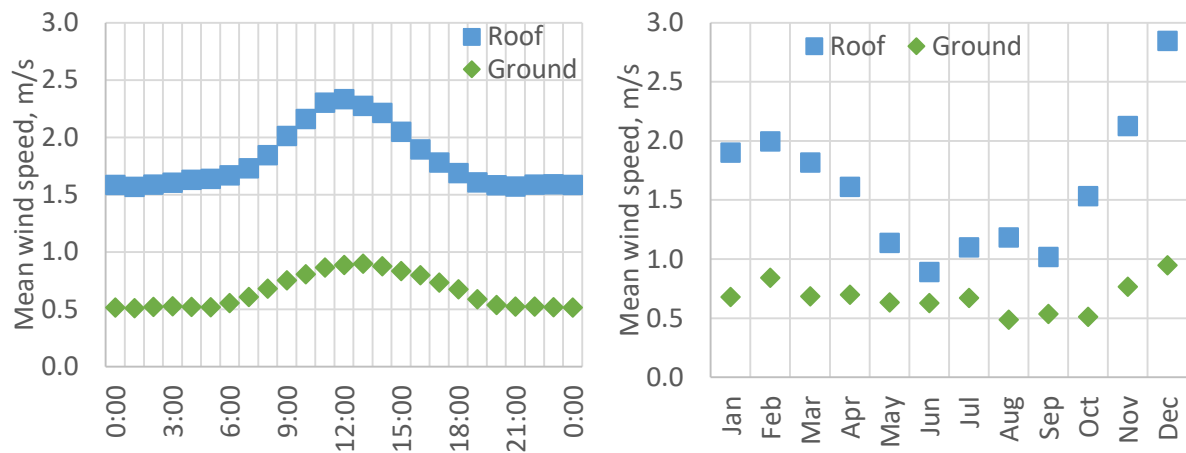 Mean wind speed, m/s
3.0
2.5
2.0
1.5
1.0
0.5
0.0
Roof
Ground
0:00
3:00
6:00
9:00
12:00
15:00
18:00
21:00
0:00
Mean wind speed, m/s
3.0
2.5
2.0
1.5
1.0
0.5
0.0
Roof Ground
Jan
Feb
Mar
Apr
May
Jun
Jul
Aug
Sep
Oct
Nov
Dec